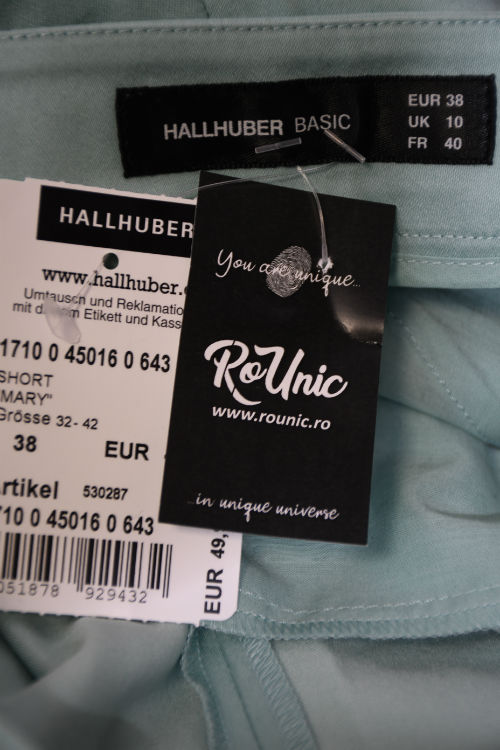 HALLHUBER BASIC
EUR 38
UK 10
FR 40
HALLHUBER
www.hallhuber.
Umtausch und Reklamatio
mit diesem Etikett und Kass
1710 0 45016 0 643
SHORT
"MARY"
Grösse 32- 42
38 EUR
rtikel 530287
710 0 45016 0 643
051878 929432
EUR 49,
You are unique...
RoUnic
www.rounic.ro
...in unique universe